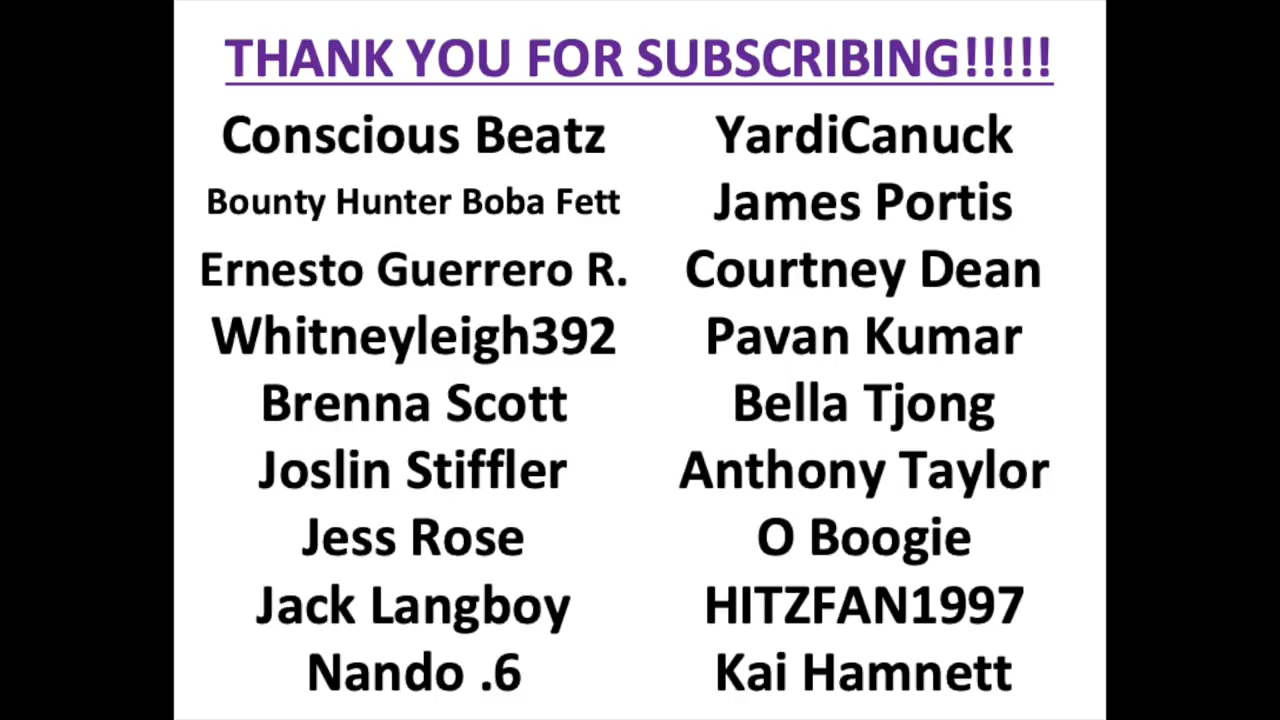 THANK YOU FOR SUBSCRIBING!!!!!
Conscious Beatz
Bounty Hunter Boba Fett
Ernesto Guerrero R.
Whitneyleigh392
Brenna Scott
Joslin Stiffler
Jess Rose
Jack Langboy
Nando .6
YardiCanuck
James Portis
Courtney Dean
Pavan Kumar
Bella Tjong
Anthony Taylor
O Boogie
HITZFAN1997
Kai Hamnett